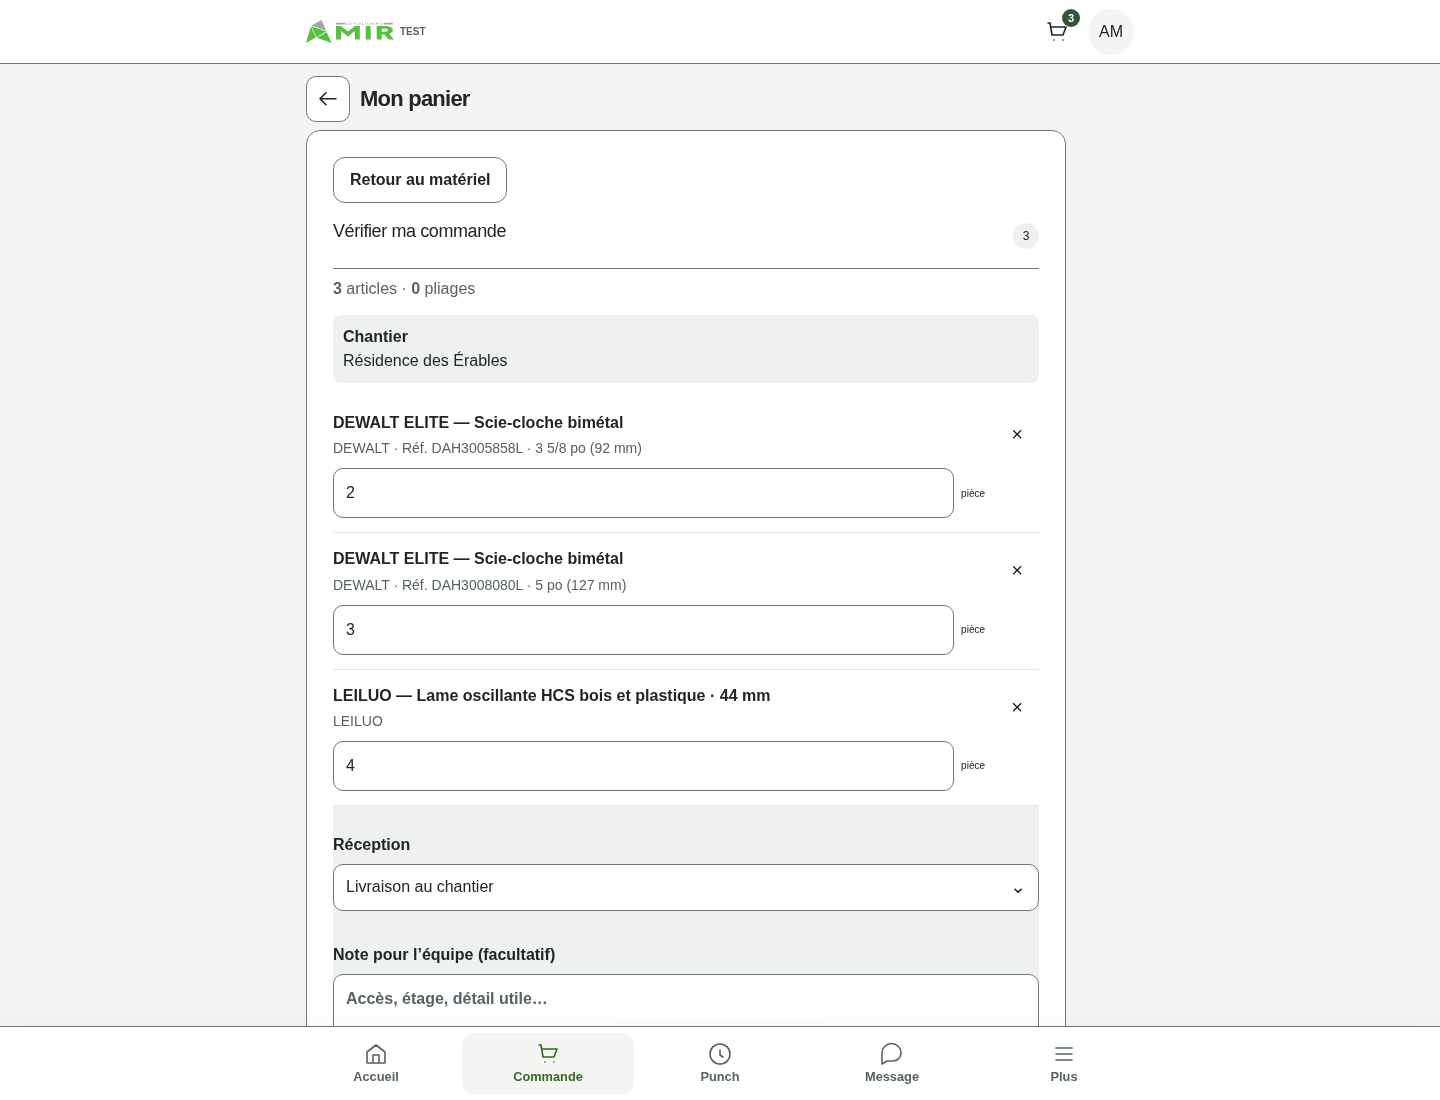 AMIR TEST
3
AM
Mon panier
Retour au matériel
Vérifier ma commande
3
3 articles · 0 pliages
Chantier
Résidence des Érables
DEWALT ELITE — Scie-cloche bimétal
×
DEWALT · Réf. DAH3005858L · 3 5/8 po (92 mm)
2
pièce
DEWALT ELITE — Scie-cloche bimétal
×
DEWALT · Réf. DAH3008080L · 5 po (127 mm)
3
pièce
LEILUO — Lame oscillante HCS bois et plastique · 44 mm
×
LEILUO
4
pièce
Réception
Livraison au chantier
Note pour l’équipe (facultatif)
Accès, étage, détail utile…
Accueil
Commande
Punch
Message
Plus